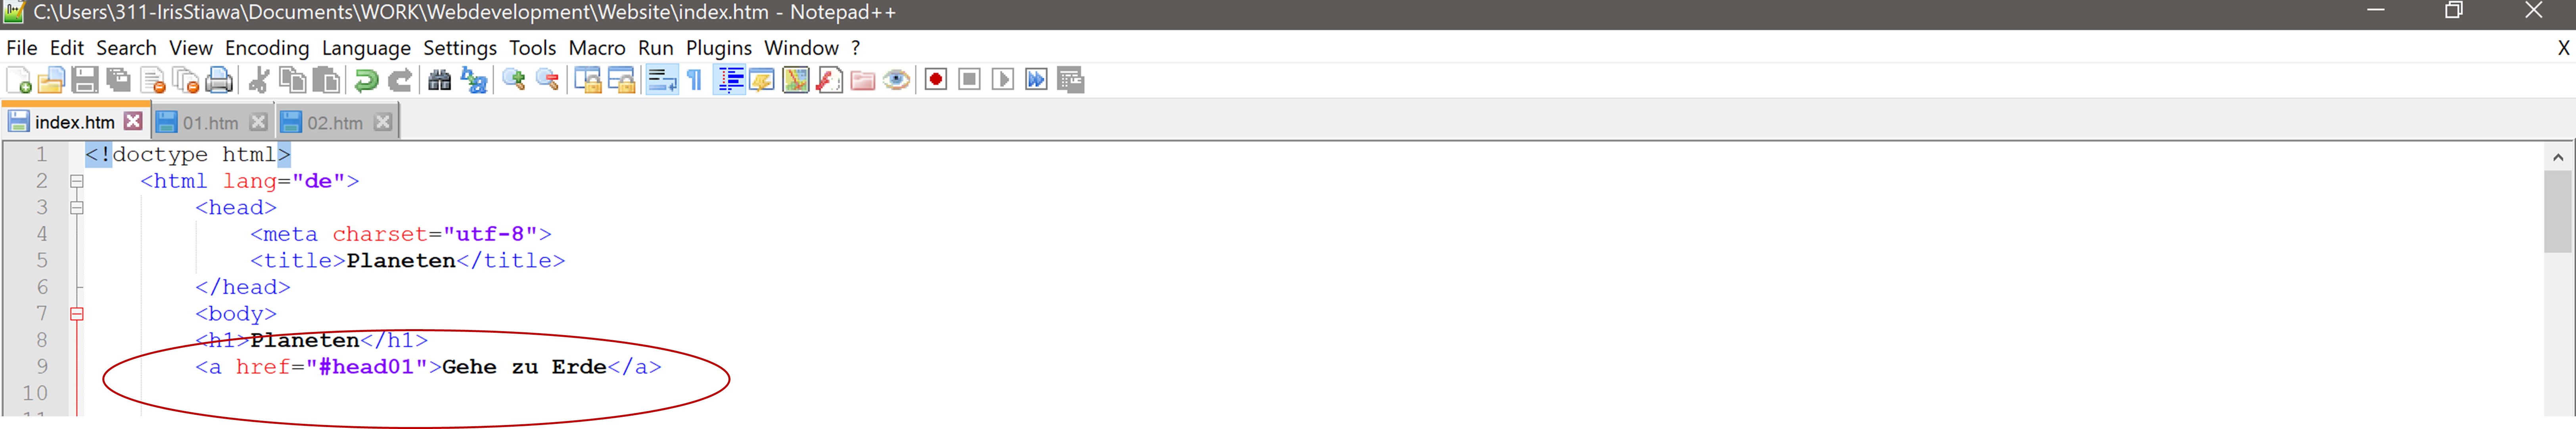 C:\Users\311-IrisStiawa\Documents\WORK\Webdevelopment\Website\index.htm - Notepad++
File Edit Search View Encoding Language Settings Tools Macro Run Plugins Window ? X
index.htm 01.htm 02.htm
1 <!doctype html>
2 <html lang="de">
3 <head>
4 <meta charset="utf-8">
5 <title>Planeten</title>
6 </head>
7 <body>
8 <h1>Planeten</h1>
9 <a href="#head01">Gehe zu Erde</a>
10